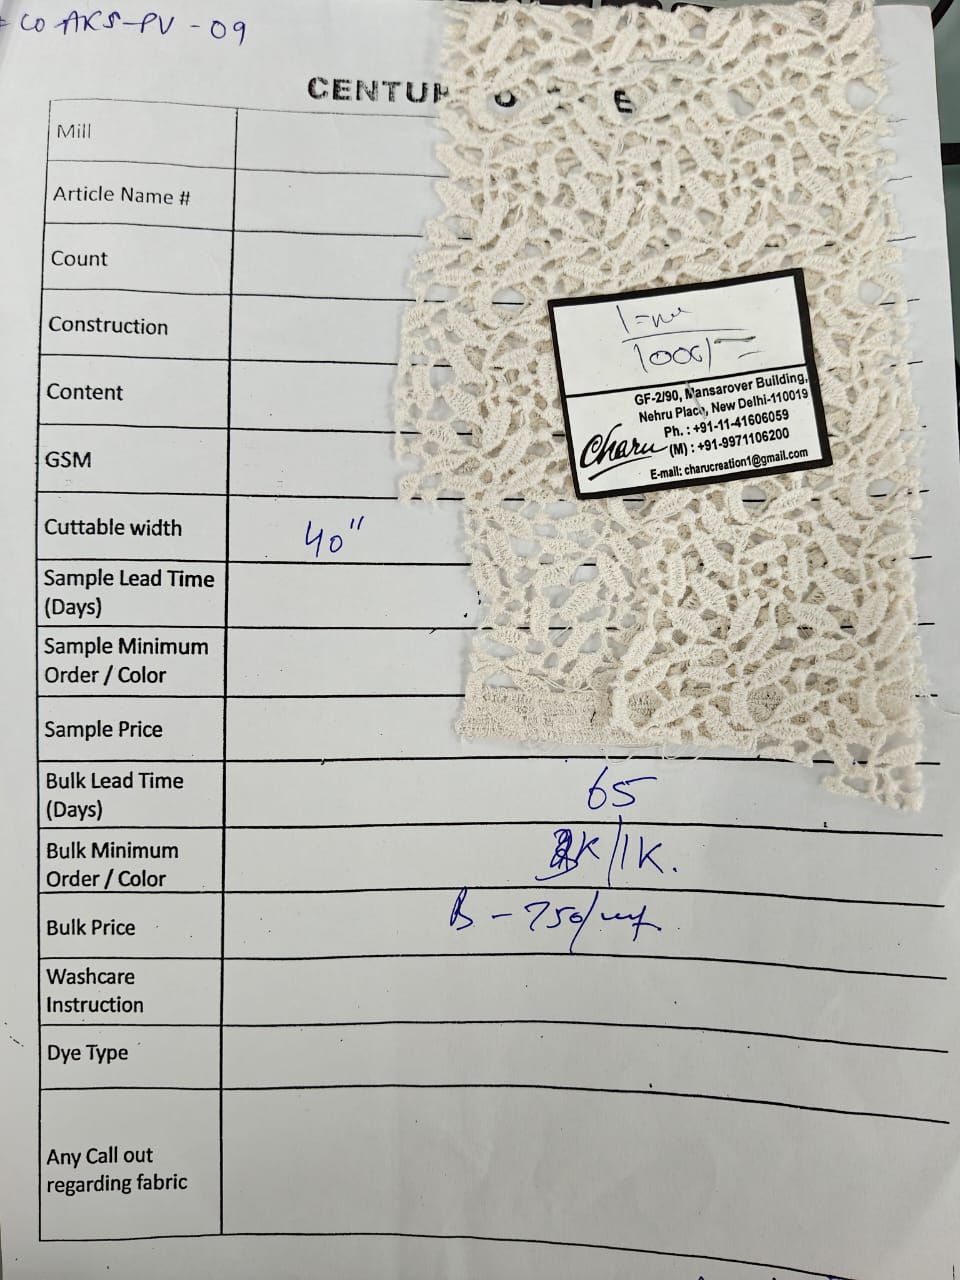 CO AKS-PV - 09
CENTU
E
Mill
Article Name #
Count
Construction
Content
GSM
Cuttable width 40"
Sample Lead Time
(Days)
Sample Minimum
Order / Color
Sample Price
Bulk Lead Time
(Days) 65
Bulk Minimum
Order / Color K/1K.
Bulk Price B - 750/
Washcare
Instruction
Dye Type
Any Call out
regarding fabric
1000/=
GF-2/90, Mansarover Building,
Nehru Place, New Delhi-110019
Ph. : +91-11-41606059
Charu (M) : +91-9971106200
E-mail: charucreation1@gmail.com